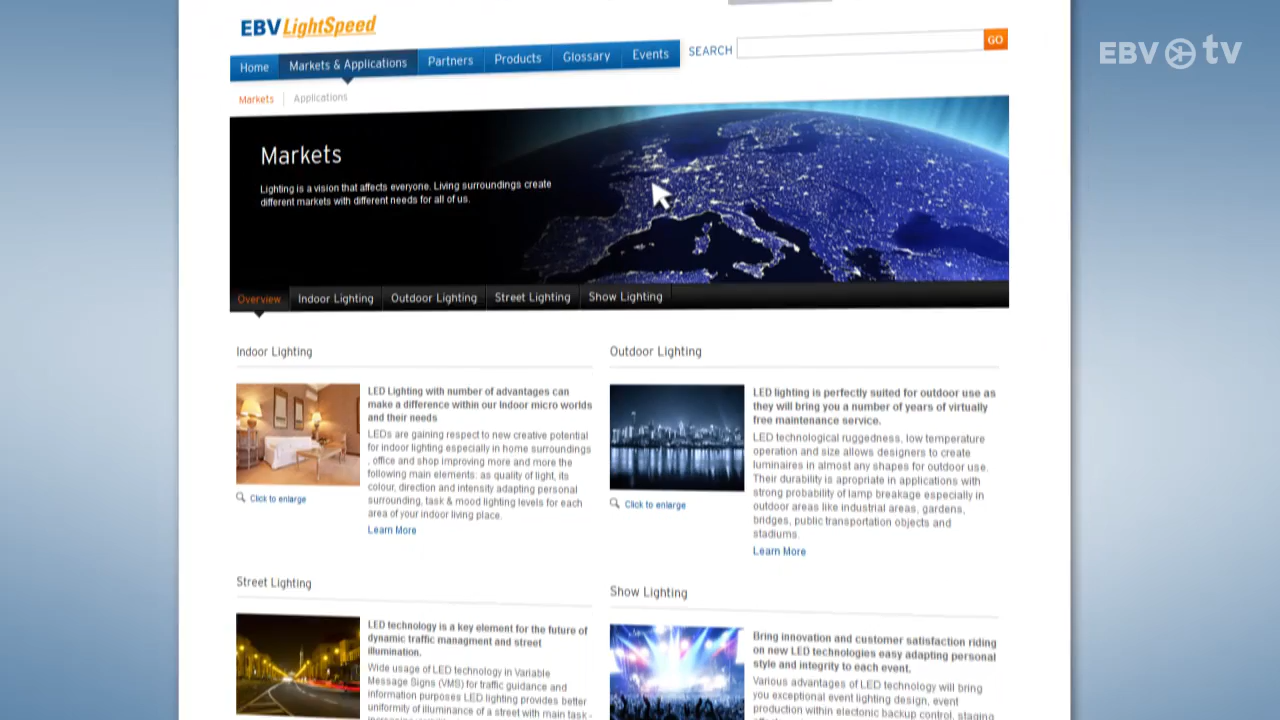 EBV LightSpeed
EBV tv
Home
Markets & Applications
Partners
Products
Glossary
Events
SEARCH
GO
Markets
Applications
Markets
Lighting is a vision that affects everyone. Living surroundings create
different markets with different needs for all of us.
Overview
Indoor Lighting
Outdoor Lighting
Street Lighting
Show Lighting
Indoor Lighting
LED Lighting with number of advantages can
make a difference within our indoor micro worlds
and their needs
LEDs are gaining respect to new creative potential
for indoor lighting especially in home surroundings
, office and shop improving more and more the
following main elements: as quality of light, its
colour, direction and intensity adapting personal
surrounding, task & mood lighting levels for each
area of your indoor living place.
Click to enlarge
Learn More
Outdoor Lighting
LED lighting is perfectly suited for outdoor use as
they will bring you a number of years of virtually
free maintenance service.
LED technological ruggedness, low temperature
operation and size allows designers to create
luminaires in almost any shapes for outdoor use.
Their durability is apropriate in applications with
strong probability of lamp breakage especially in
outdoor areas like industrial areas, gardens,
bridges, public transportation objects and
stadiums.
Click to enlarge
Learn More
Street Lighting
LED technology is a key element for the future of
dynamic traffic managment and street
illumination.
Wide usage of LED technology in Variable
Message Signs (VMS) for traffic guidance and
information purposes LED lighting provides better
uniformity of illuminance of a street with main task-
Show Lighting
Bring innovation and customer satisfaction riding
on new LED technologies easy adapting personal
style and integrity to each event.
Various advantages of LED technology will bring
you exceptional event lighting design, event
production within electonic backup control, staging